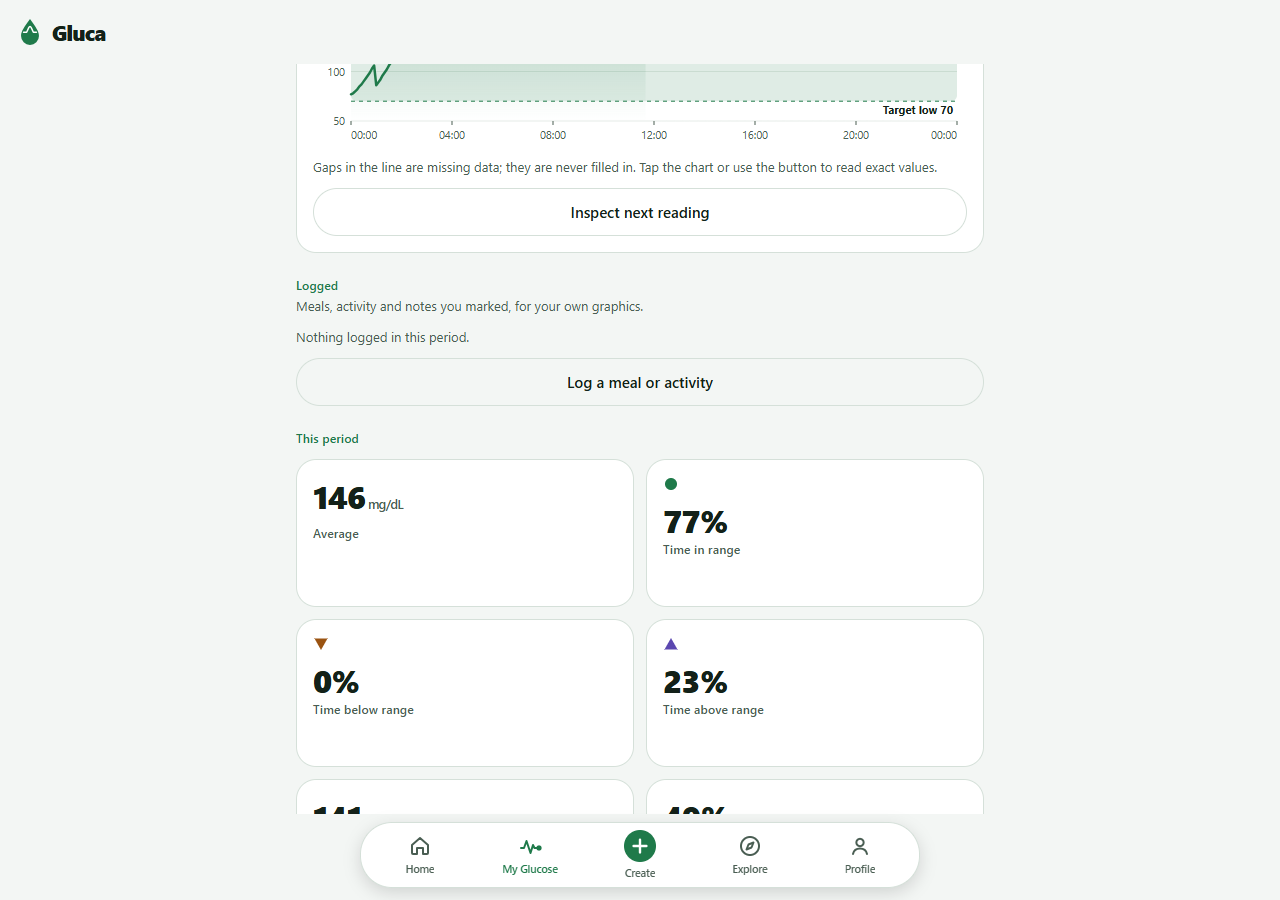 Gluca
100
Target low 70
50
00:00 04:00 08:00 12:00 16:00 20:00 00:00
Gaps in the line are missing data; they are never filled in. Tap the chart or use the button to read exact values.
Inspect next reading
Logged
Meals, activity and notes you marked, for your own graphics.
Nothing logged in this period.
Log a meal or activity
This period
146 mg/dL
Average
77%
Time in range
0%
Time below range
23%
Time above range
Home
My Glucose
Create
Explore
Profile